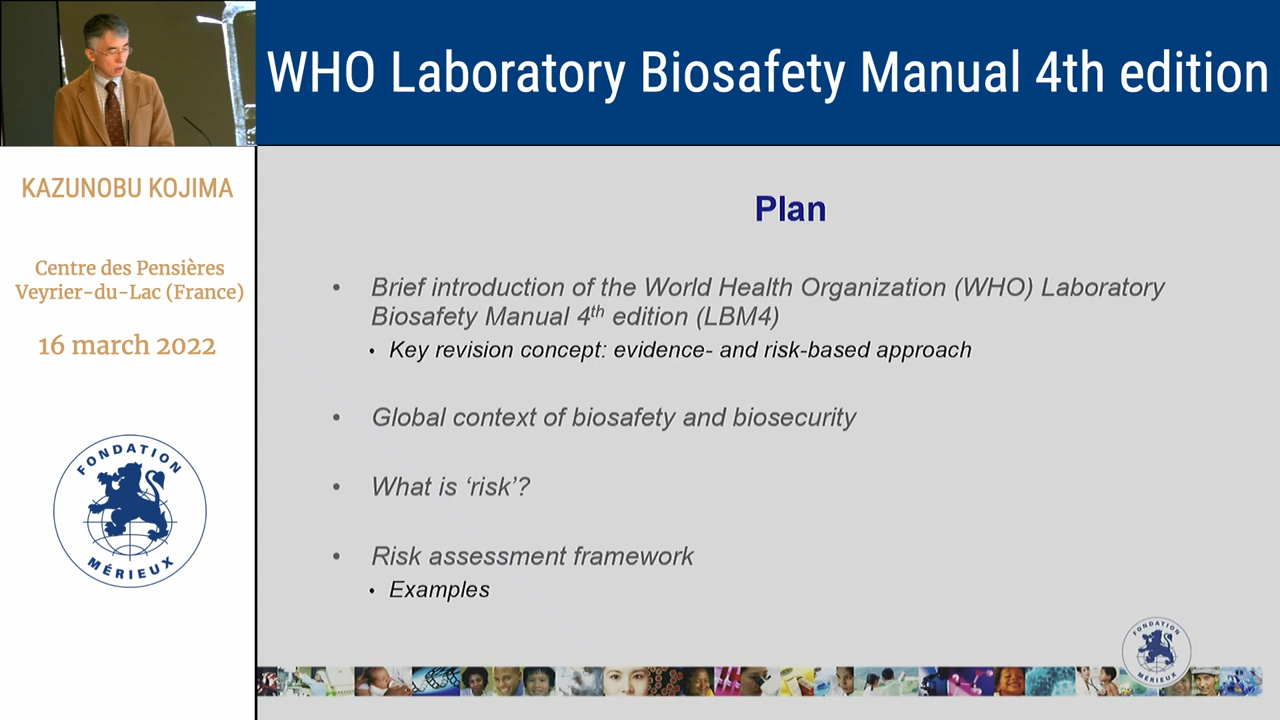 WHO Laboratory Biosafety Manual 4th edition
KAZUNOBU KOJIMA
Centre des Pensières
Veyrier-du-Lac (France)
16 march 2022
FONDATION
MÉRIEUX
Plan
• Brief introduction of the World Health Organization (WHO) Laboratory
Biosafety Manual 4th edition (LBM4)
• Key revision concept: evidence- and risk-based approach
• Global context of biosafety and biosecurity
• What is ‘risk’?
• Risk assessment framework
• Examples
FONDATION
MÉRIEUX